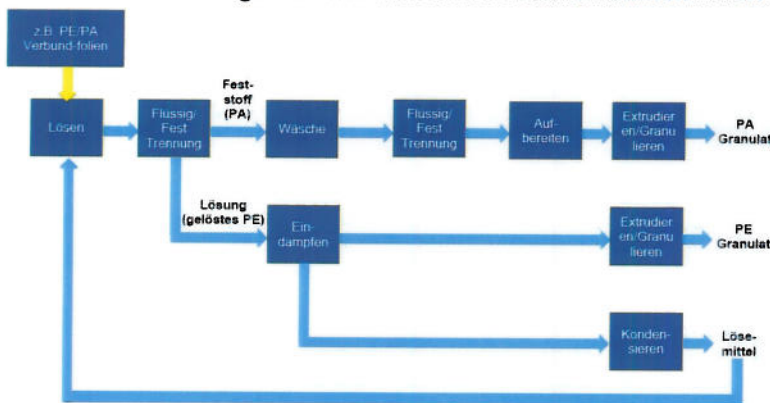 z.B. PE/PA
Verbund-folien
Lösen
Flüssig/
Fest
Trennung
Fest-
stoff
(PA)
Wäsche
Flüssig/
Fest
Trennung
Auf-
bereiten
Extrudier
en/Granu
lieren
PA
Granulat
Lösung
(gelöstes PE)
Ein-
dampfen
Extrudier
en/Granu
lieren
PE
Granulat
Konden-
sieren
Löse-
mittel